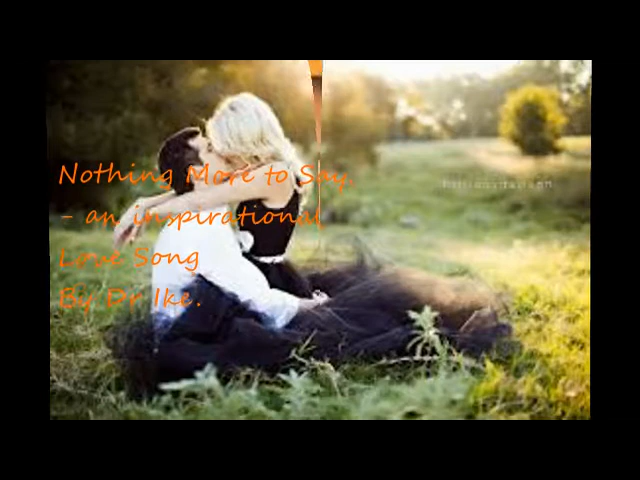 Nothing More to Say.
- an inspirational
Love Song
By Dr Ike.